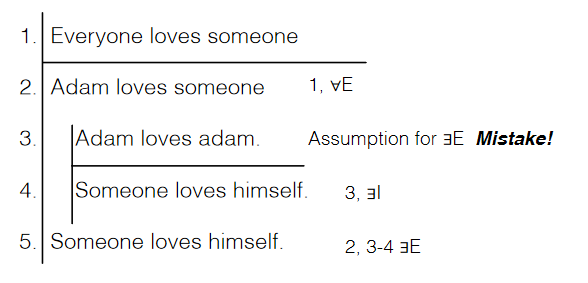 1. Everyone loves someone
2. Adam loves someone 1, ∀E
3. Adam loves adam. Assumption for ∃E Mistake!
4. Someone loves himself. 3, ∃I
5. Someone loves himself. 2, 3-4 ∃E